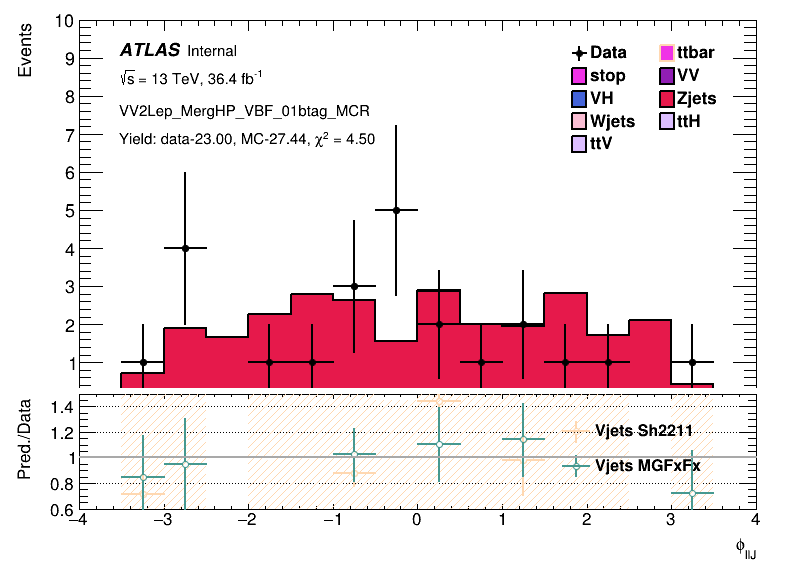 Events
10
9
8
7
6
5
4
3
2
1
ATLAS Internal
√s = 13 TeV, 36.4 fb-1
VV2Lep_MergHP_VBF_01btag_MCR
Yield: data-23.00, MC-27.44, χ² = 4.50
Data
ttbar
stop
VV
VH
Zjets
Wjets
ttH
ttV
Pred./Data
1.4
1.2
1
0.8
0.6
Vjets Sh2211
Vjets MGFxFx
−4 −3 −2 −1 0 1 2 3 4
ϕllJ